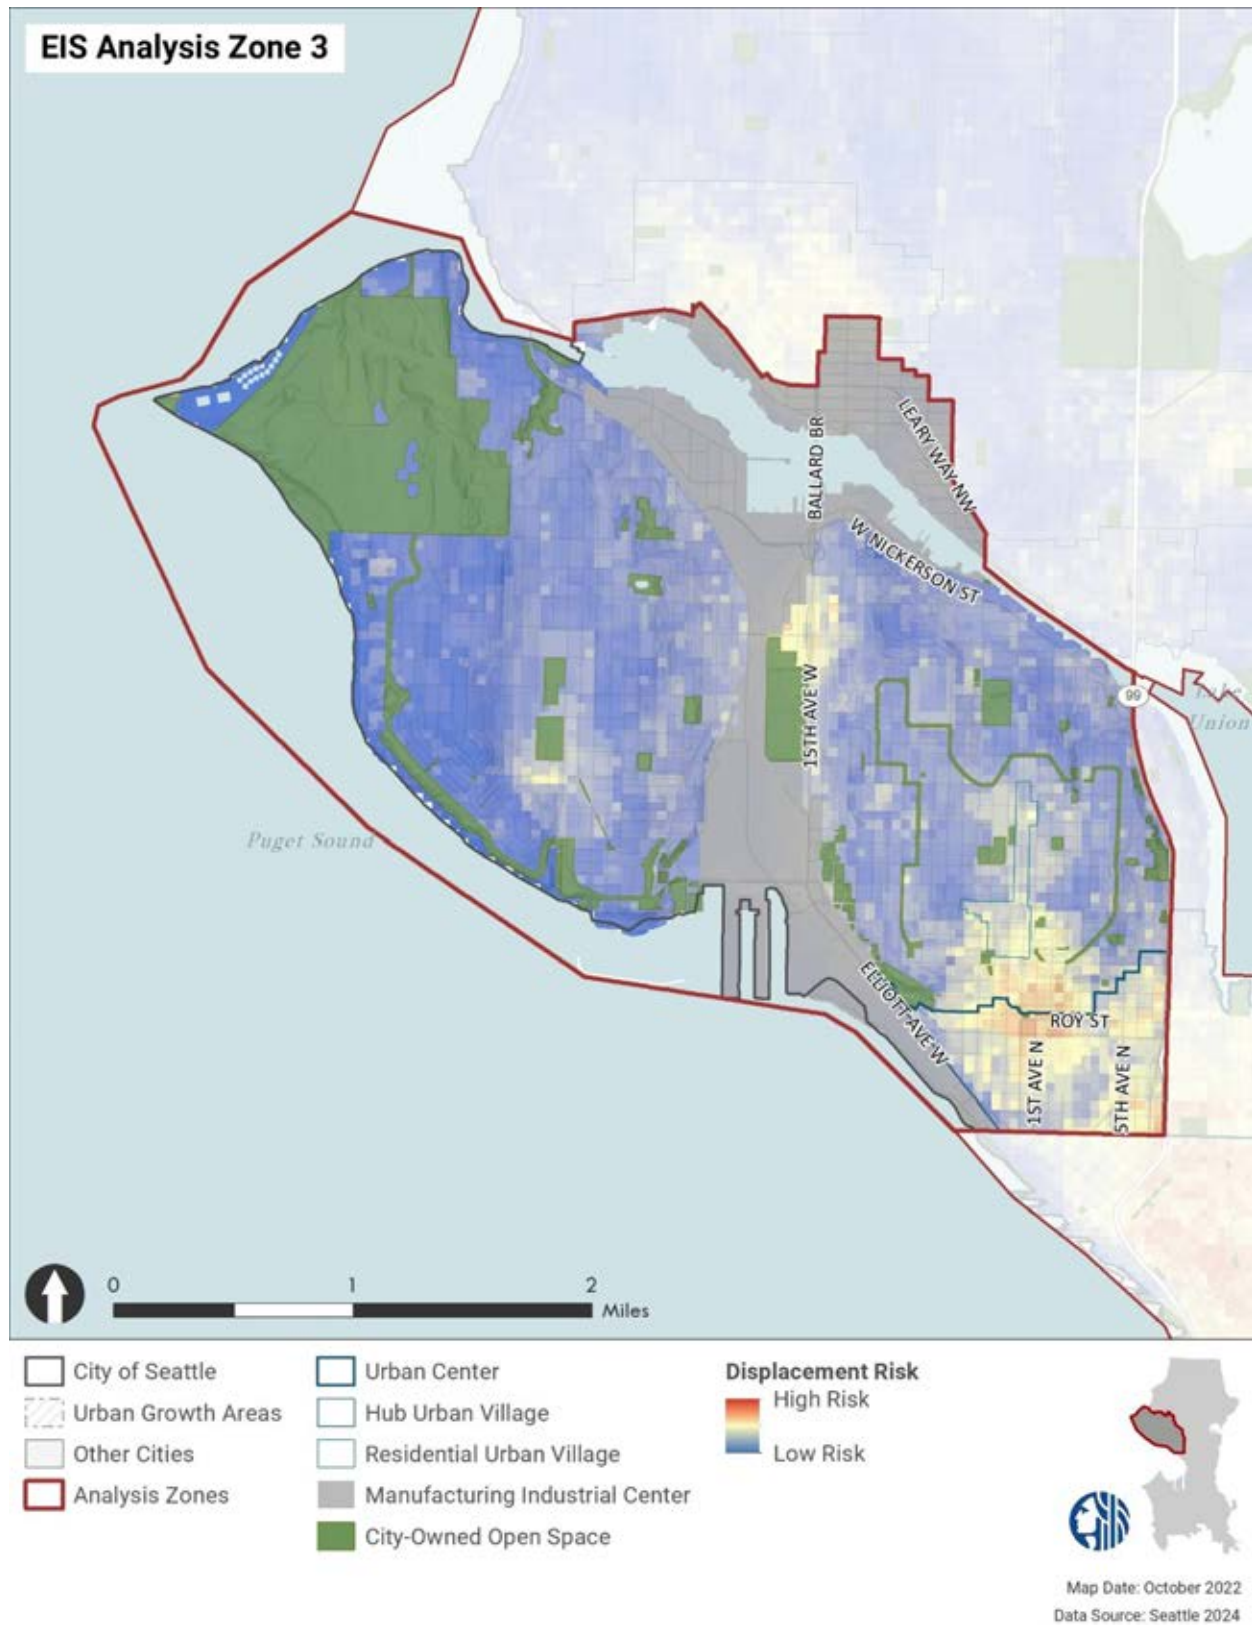 EIS Analysis Zone 3
BALLARD BR
LEARY WAY NW
W NICKERSON ST
15TH AVE W
99
Lake
Union
Puget Sound
ELLIOTT AVE W
ROY ST
1ST AVE N
5TH AVE N
0 1 2
Miles
City of Seattle
Urban Growth Areas
Other Cities
Analysis Zones
Urban Center
Hub Urban Village
Residential Urban Village
Manufacturing Industrial Center
City-Owned Open Space
Displacement Risk
High Risk
Low Risk
Map Date: October 2022
Data Source: Seattle 2024